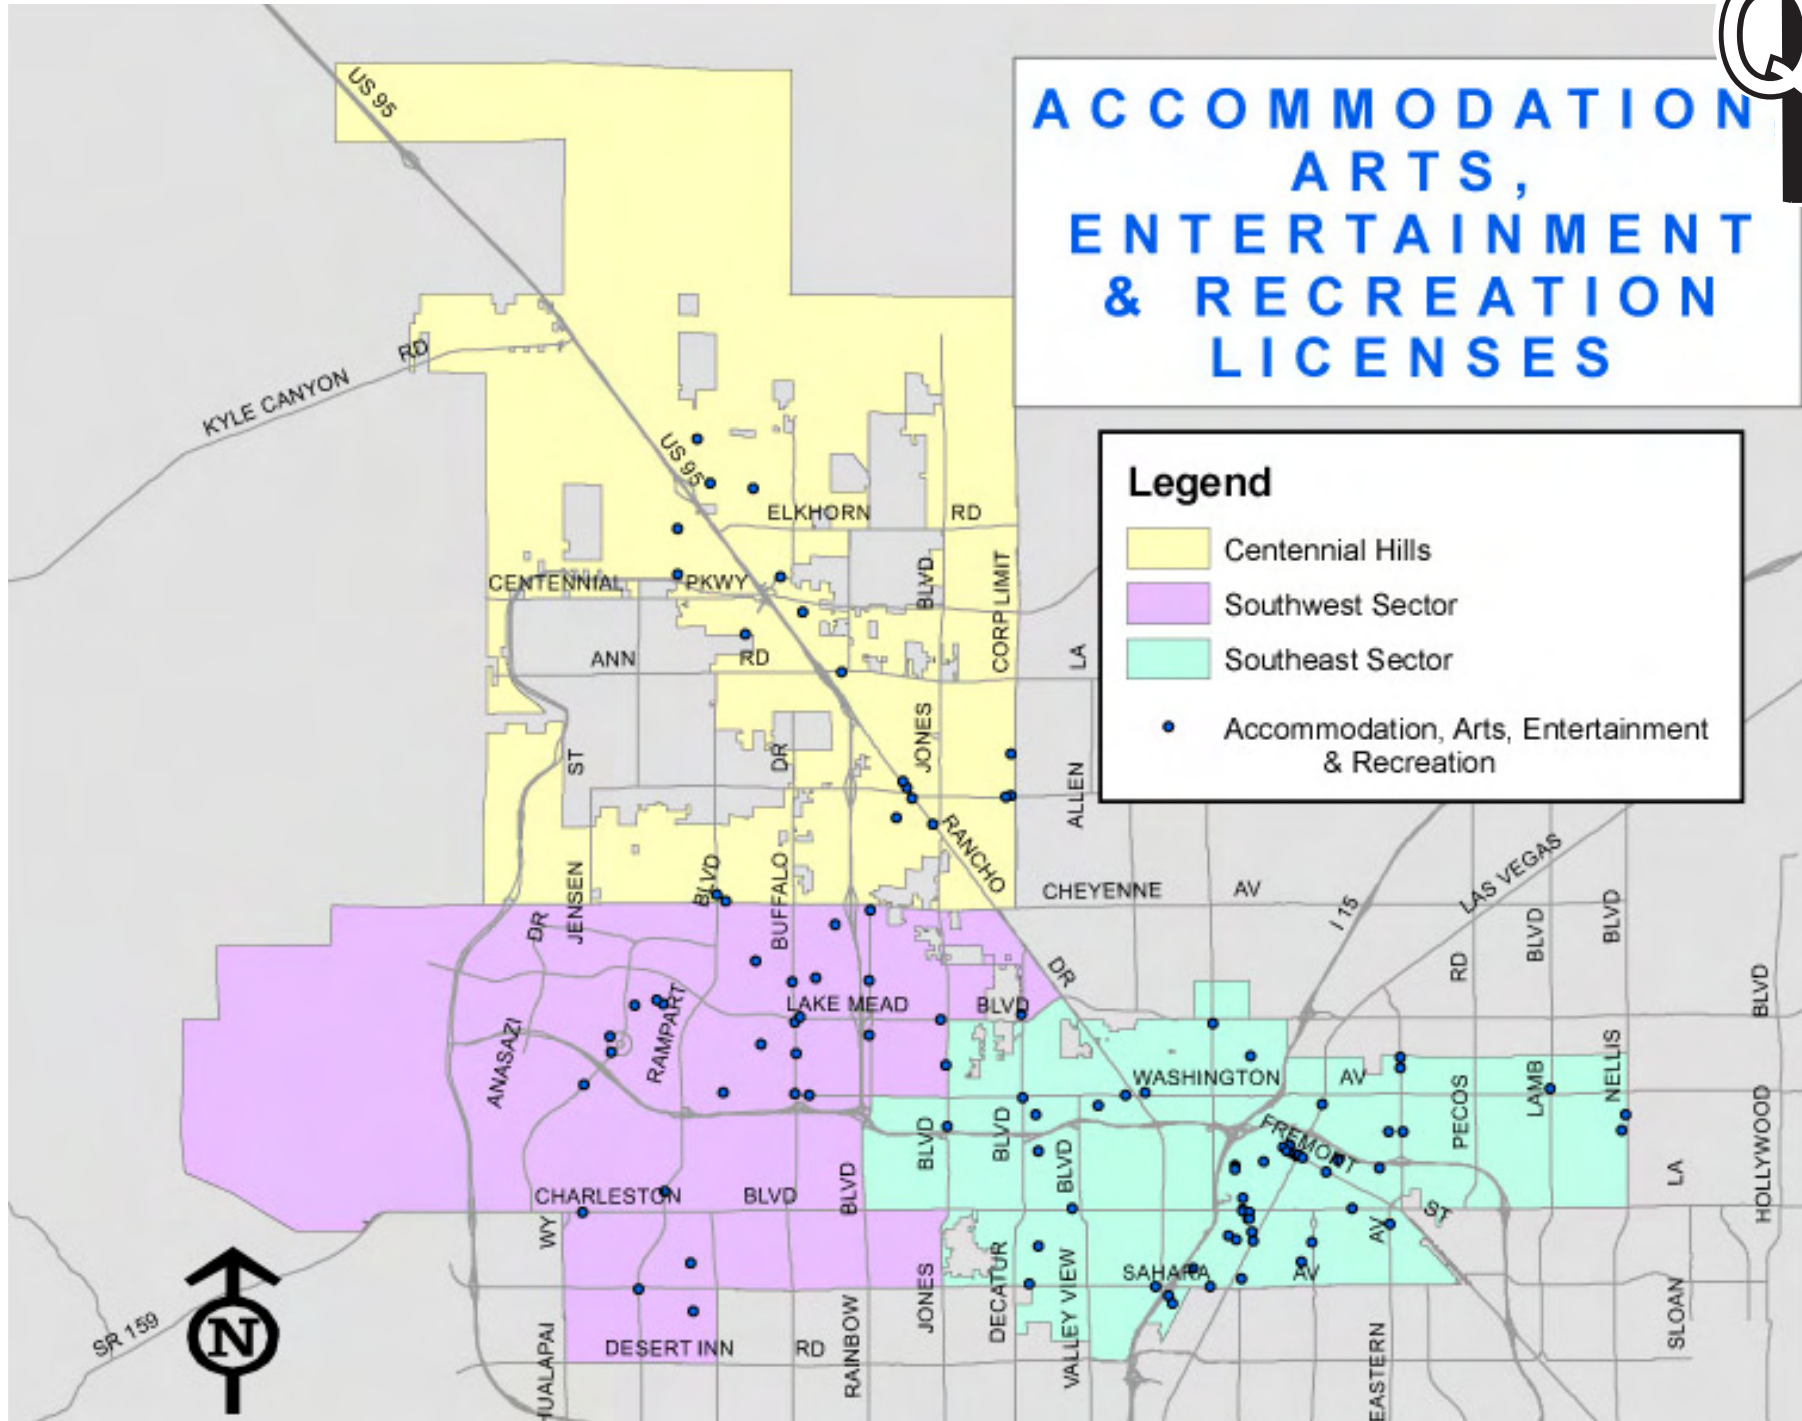 Q
ACCOMMODATION
ARTS,
ENTERTAINMENT
& RECREATION
LICENSES
Legend
Centennial Hills
Southwest Sector
Southeast Sector
Accommodation, Arts, Entertainment
& Recreation
US 95
KYLE CANYON RD
US 95
ELKHORN RD
CENTENNIAL PKWY
ANN RD
BLVD
CORP LIMIT
LA
ST
DR
JONES
ALLEN
RANCHO
JENSEN
BLVD
BUFFALO
CHEYENNE AV
LAS VEGAS
I 15
DR
DR
RD
BLVD
BLVD
BLVD
LAKE MEAD BLVD
RAMPART
ANASAZI
WASHINGTON AV
PECOS
LAMB
NELLIS
HOLLYWOOD
FREMONT
BLVD
BLVD
BLVD
LA
CHARLESTON BLVD
BLVD
ST
WY
AV
SAHARA AV
JONES
DECATUR
VALLEY VIEW
SLOAN
SR 159
N
DESERT INN RD
HUALAPAI
RAINBOW
EASTERN